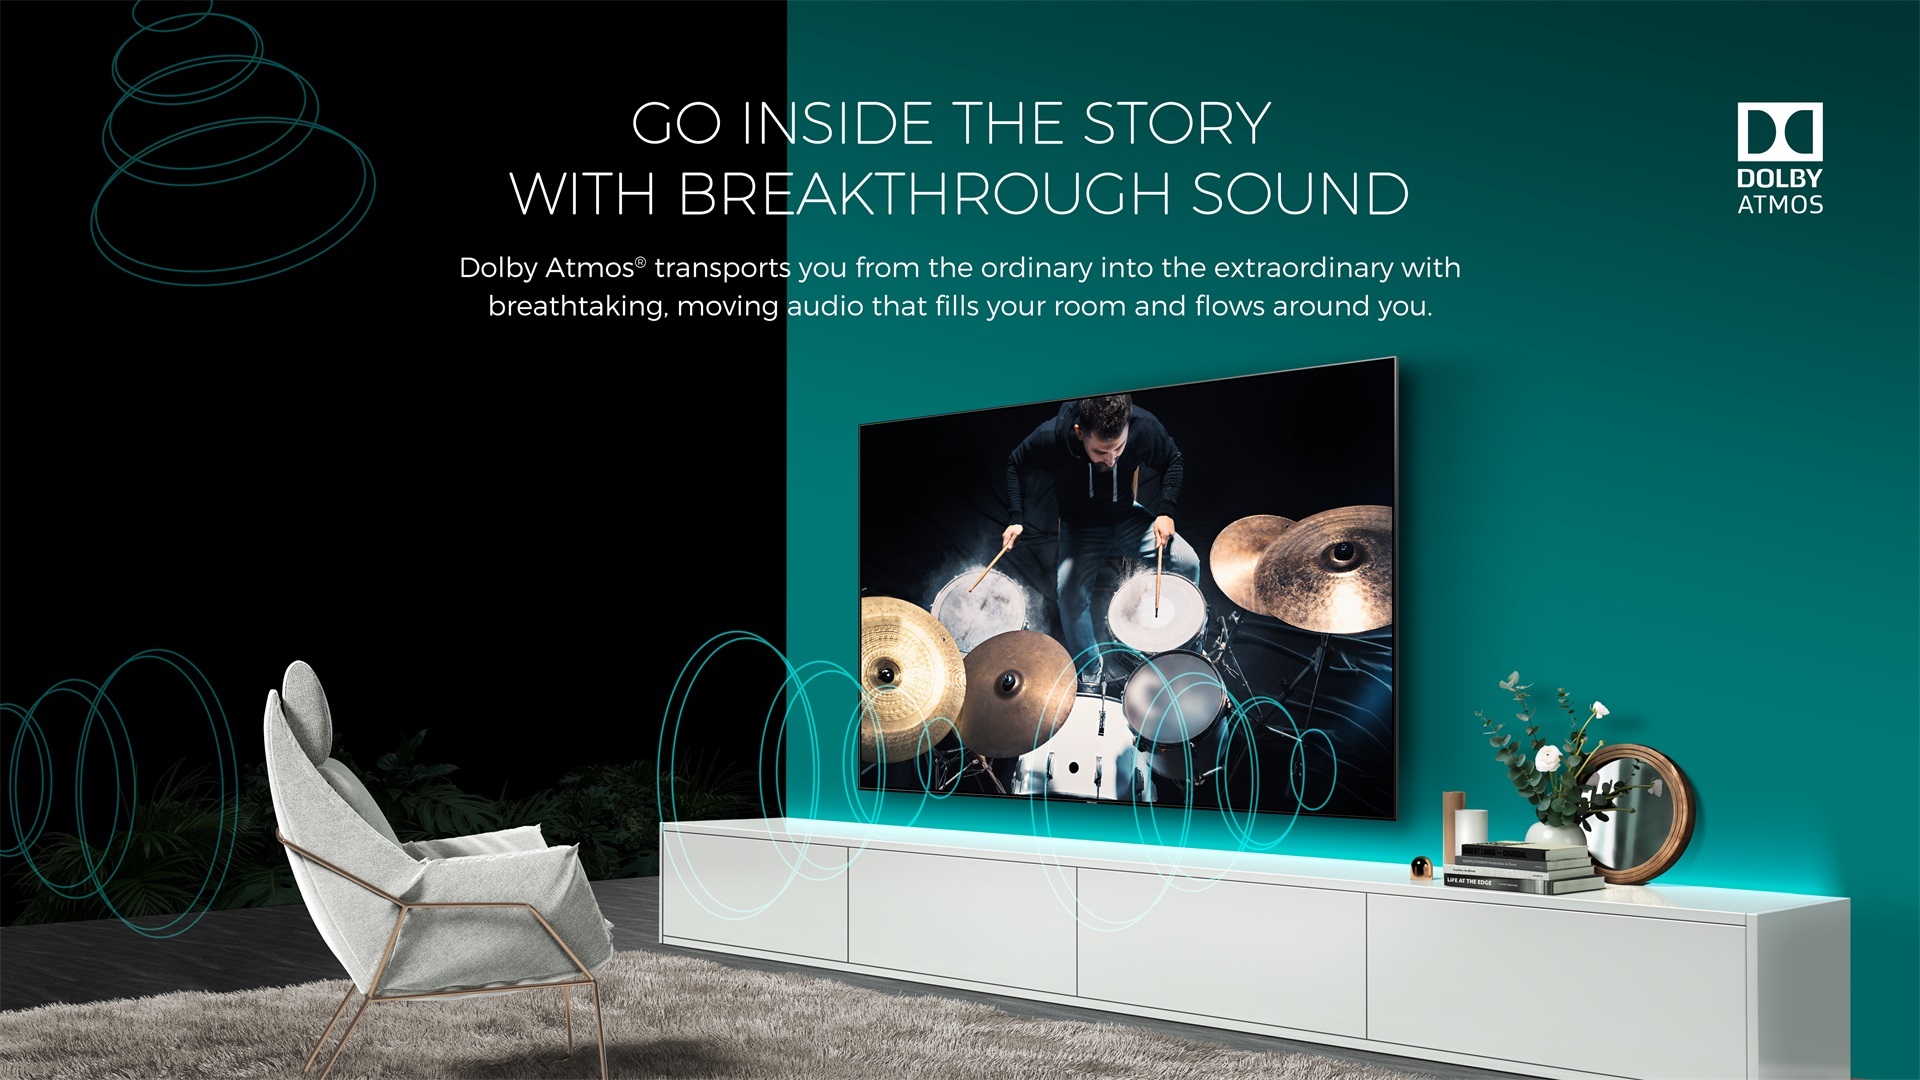 GO INSIDE THE STORY
WITH BREAKTHROUGH SOUND
DOLBY
ATMOS
Dolby Atmos® transports you from the ordinary into the extraordinary with
breathtaking, moving audio that fills your room and flows around you.
LIFE AT THE EDGE